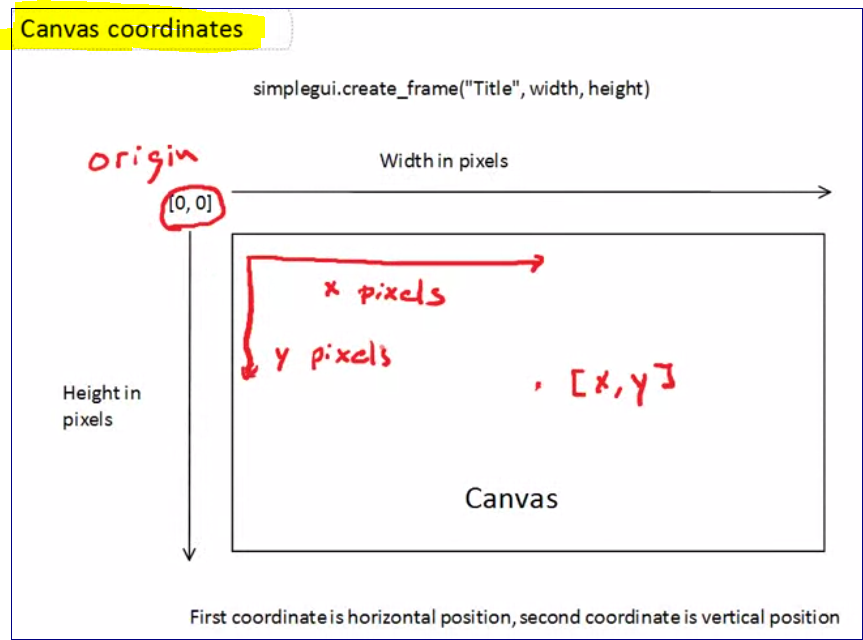 Canvas coordinates
simplegui.create_frame("Title", width, height)
origin
Width in pixels
[0, 0]
x pixels
y pixels
. [x, y]
Height in
pixels
Canvas
First coordinate is horizontal position, second coordinate is vertical position